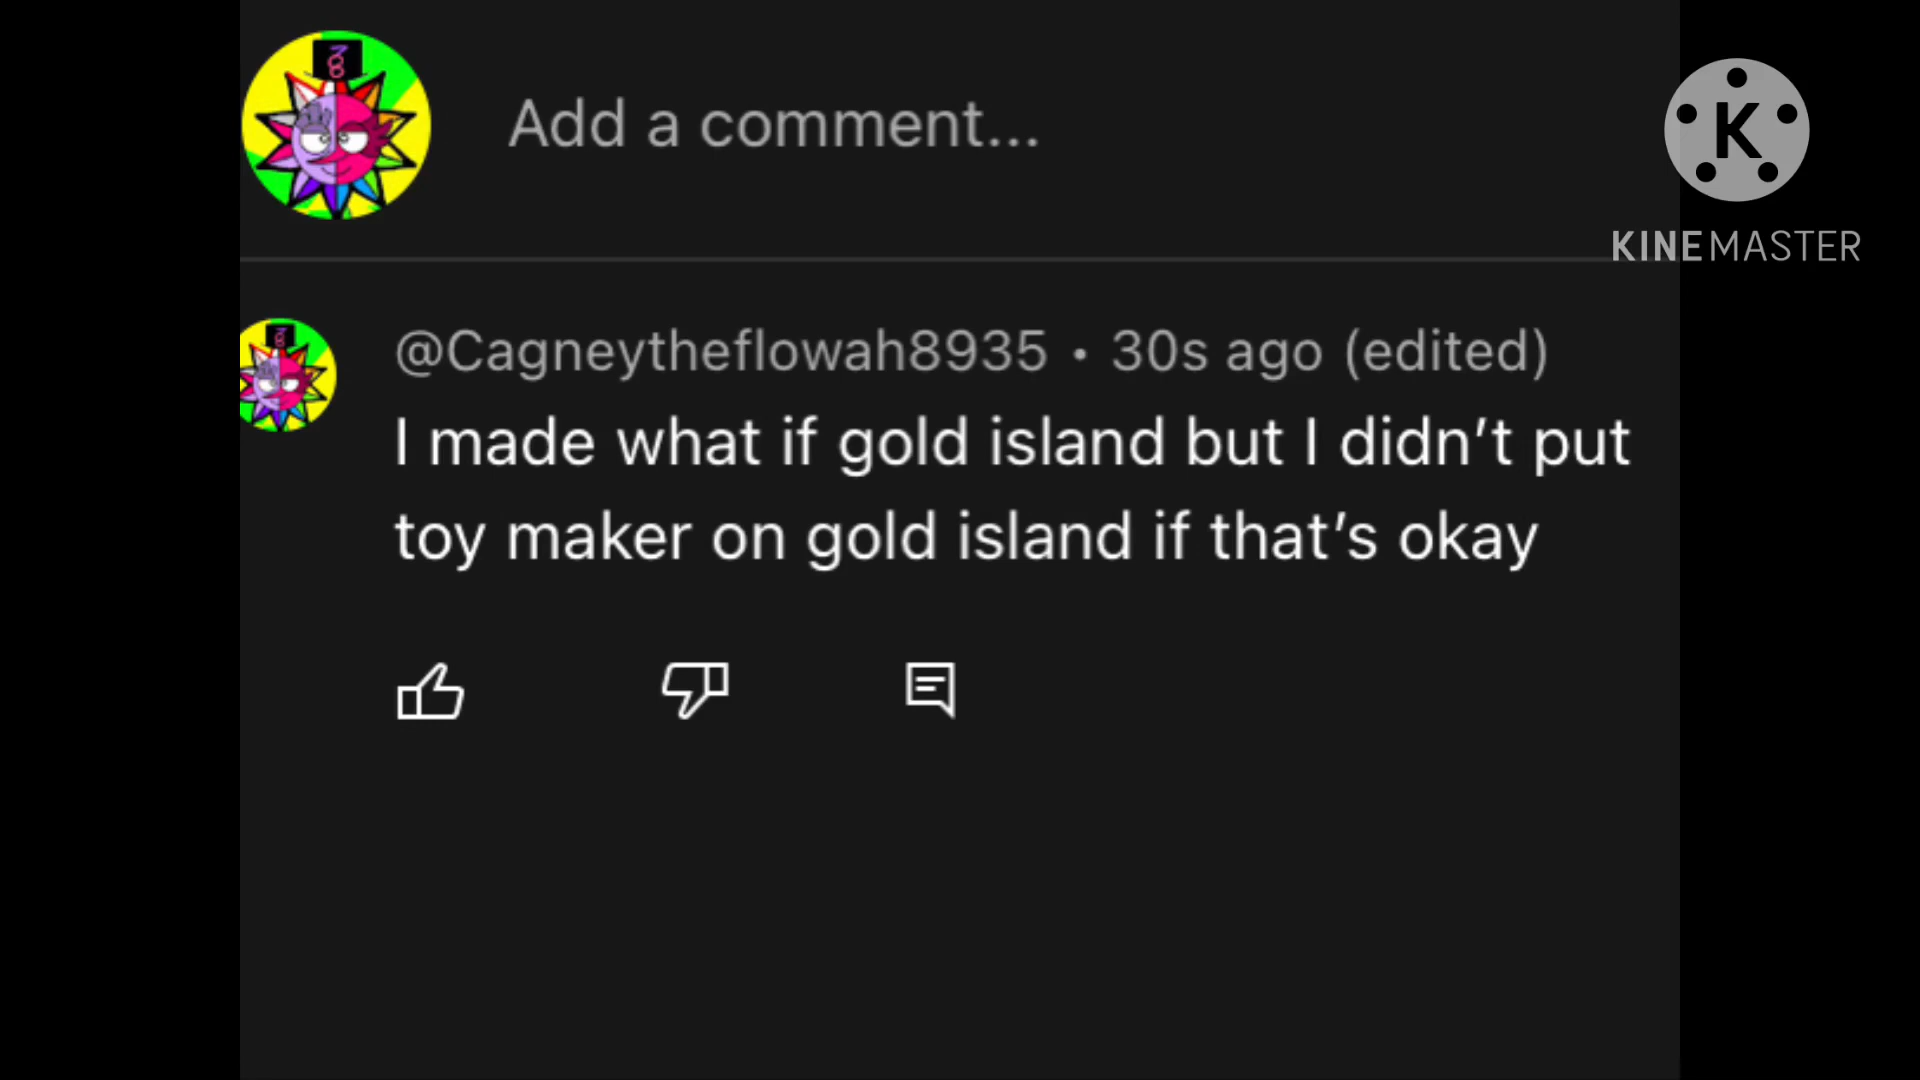 Add a comment...
K
KINEMASTER
@Cagneytheflowah8935 • 30s ago (edited)
I made what if gold island but I didn’t put
toy maker on gold island if that’s okay